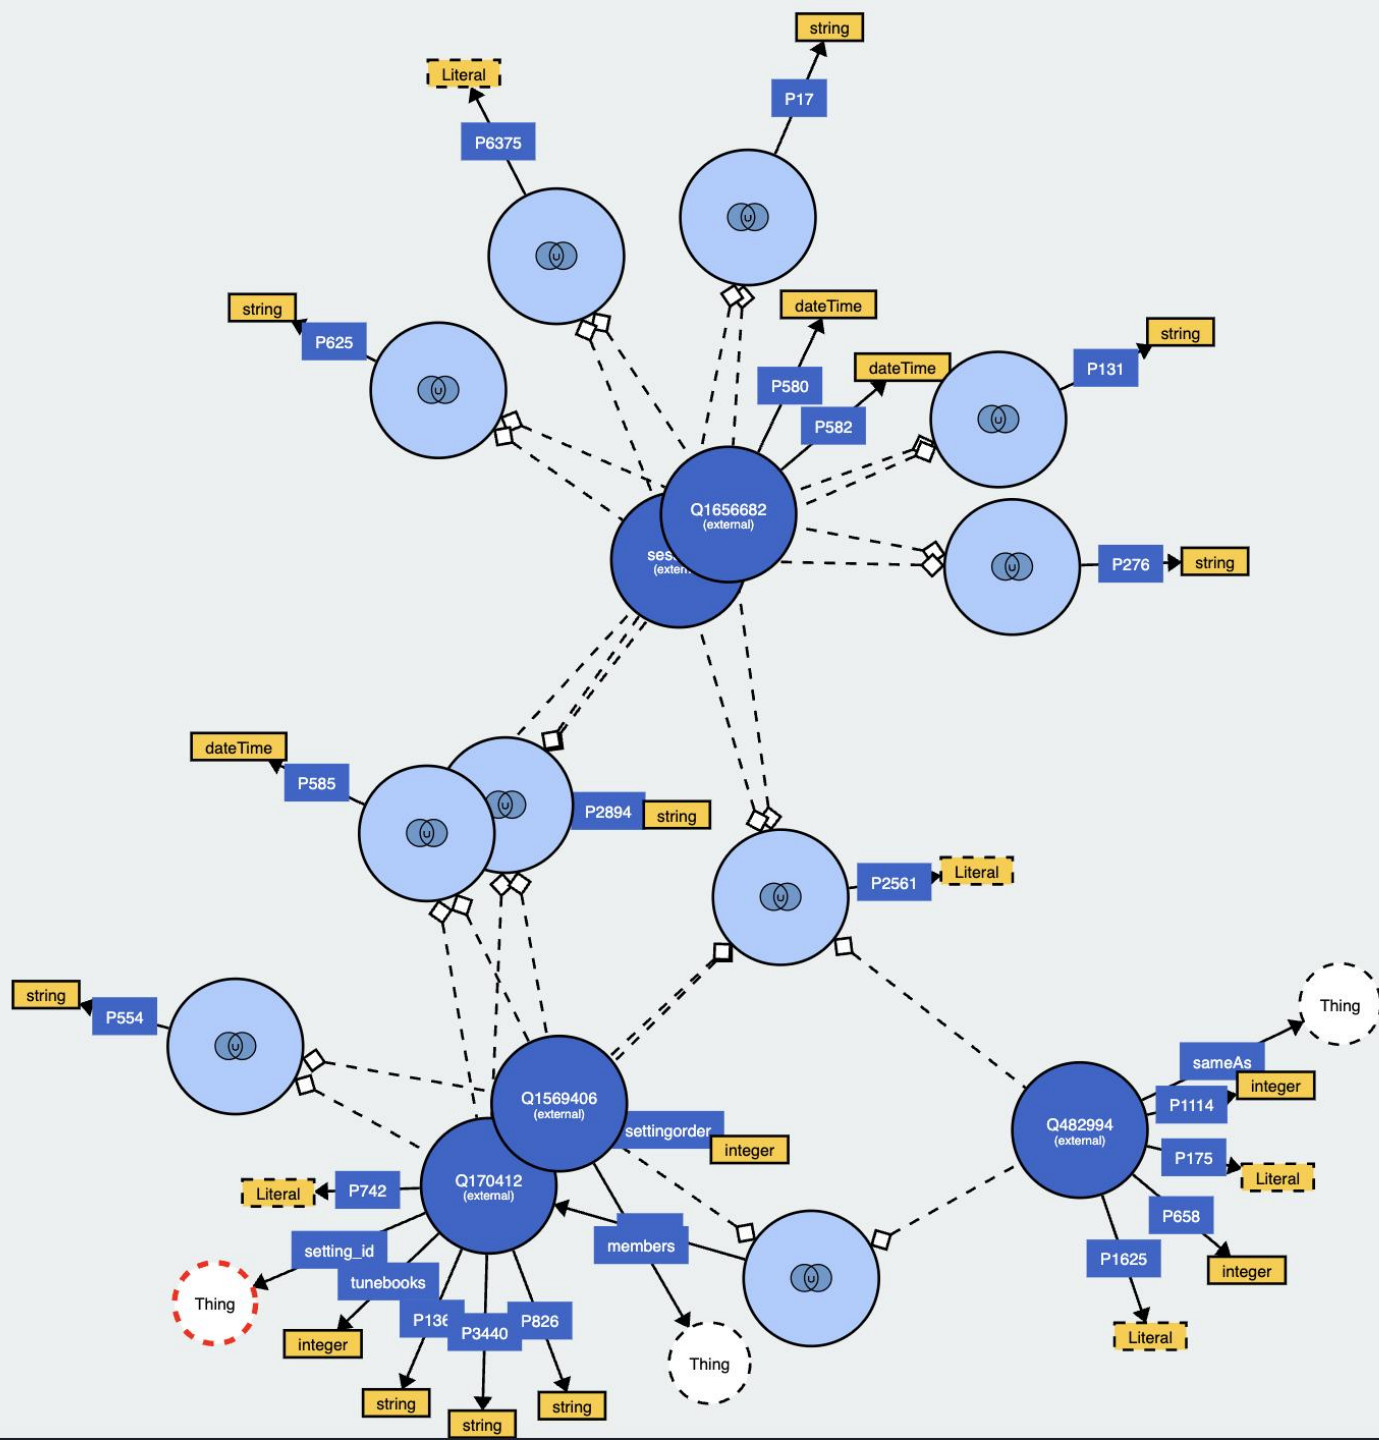 string
Literal
P17
P6375
string
P625
dateTime
string
P580
dateTime
P131
P582
Q1656682
(external)
P276
string
dateTime
P585
P2894
string
P2561
Literal
string
P554
Thing
sameAs
integer
P1114
Q1569406
(external)
settingorder
integer
Q482994
(external)
P175
Literal
Q170412
(external)
P742
Literal
P658
members
P1625
integer
setting_id
tunebooks
Thing
P826
P3440
integer
Literal
Thing
string
string
string
U
U
U
U
U
U
U
U
U
U